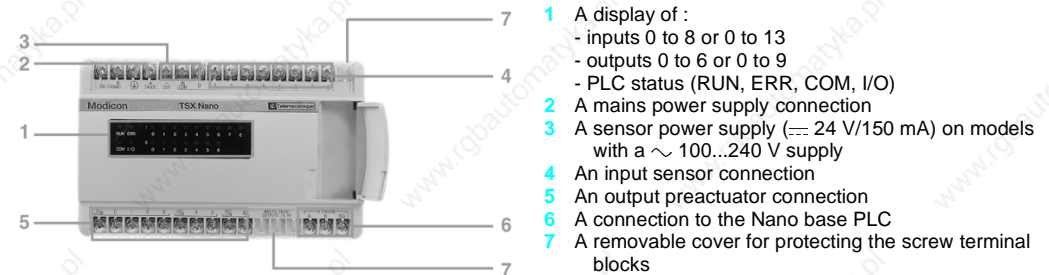 7
3
2
4
Modicon
TSX Nano
Telemecanique
1
RUN ERR
0 1 2 3 4 5 6 7 8
COM I/O
0 1 2 3 4 5 6
5
6
7
1 A display of :
- inputs 0 to 8 or 0 to 13
- outputs 0 to 6 or 0 to 9
- PLC status (RUN, ERR, COM, I/O)
2 A mains power supply connection
3 A sensor power supply (⎓ 24 V/150 mA) on models
with a ∼ 100...240 V supply
4 An input sensor connection
5 An output preactuator connection
6 A connection to the Nano base PLC
7 A removable cover for protecting the screw terminal
blocks
www.rgbautomatyka.pl